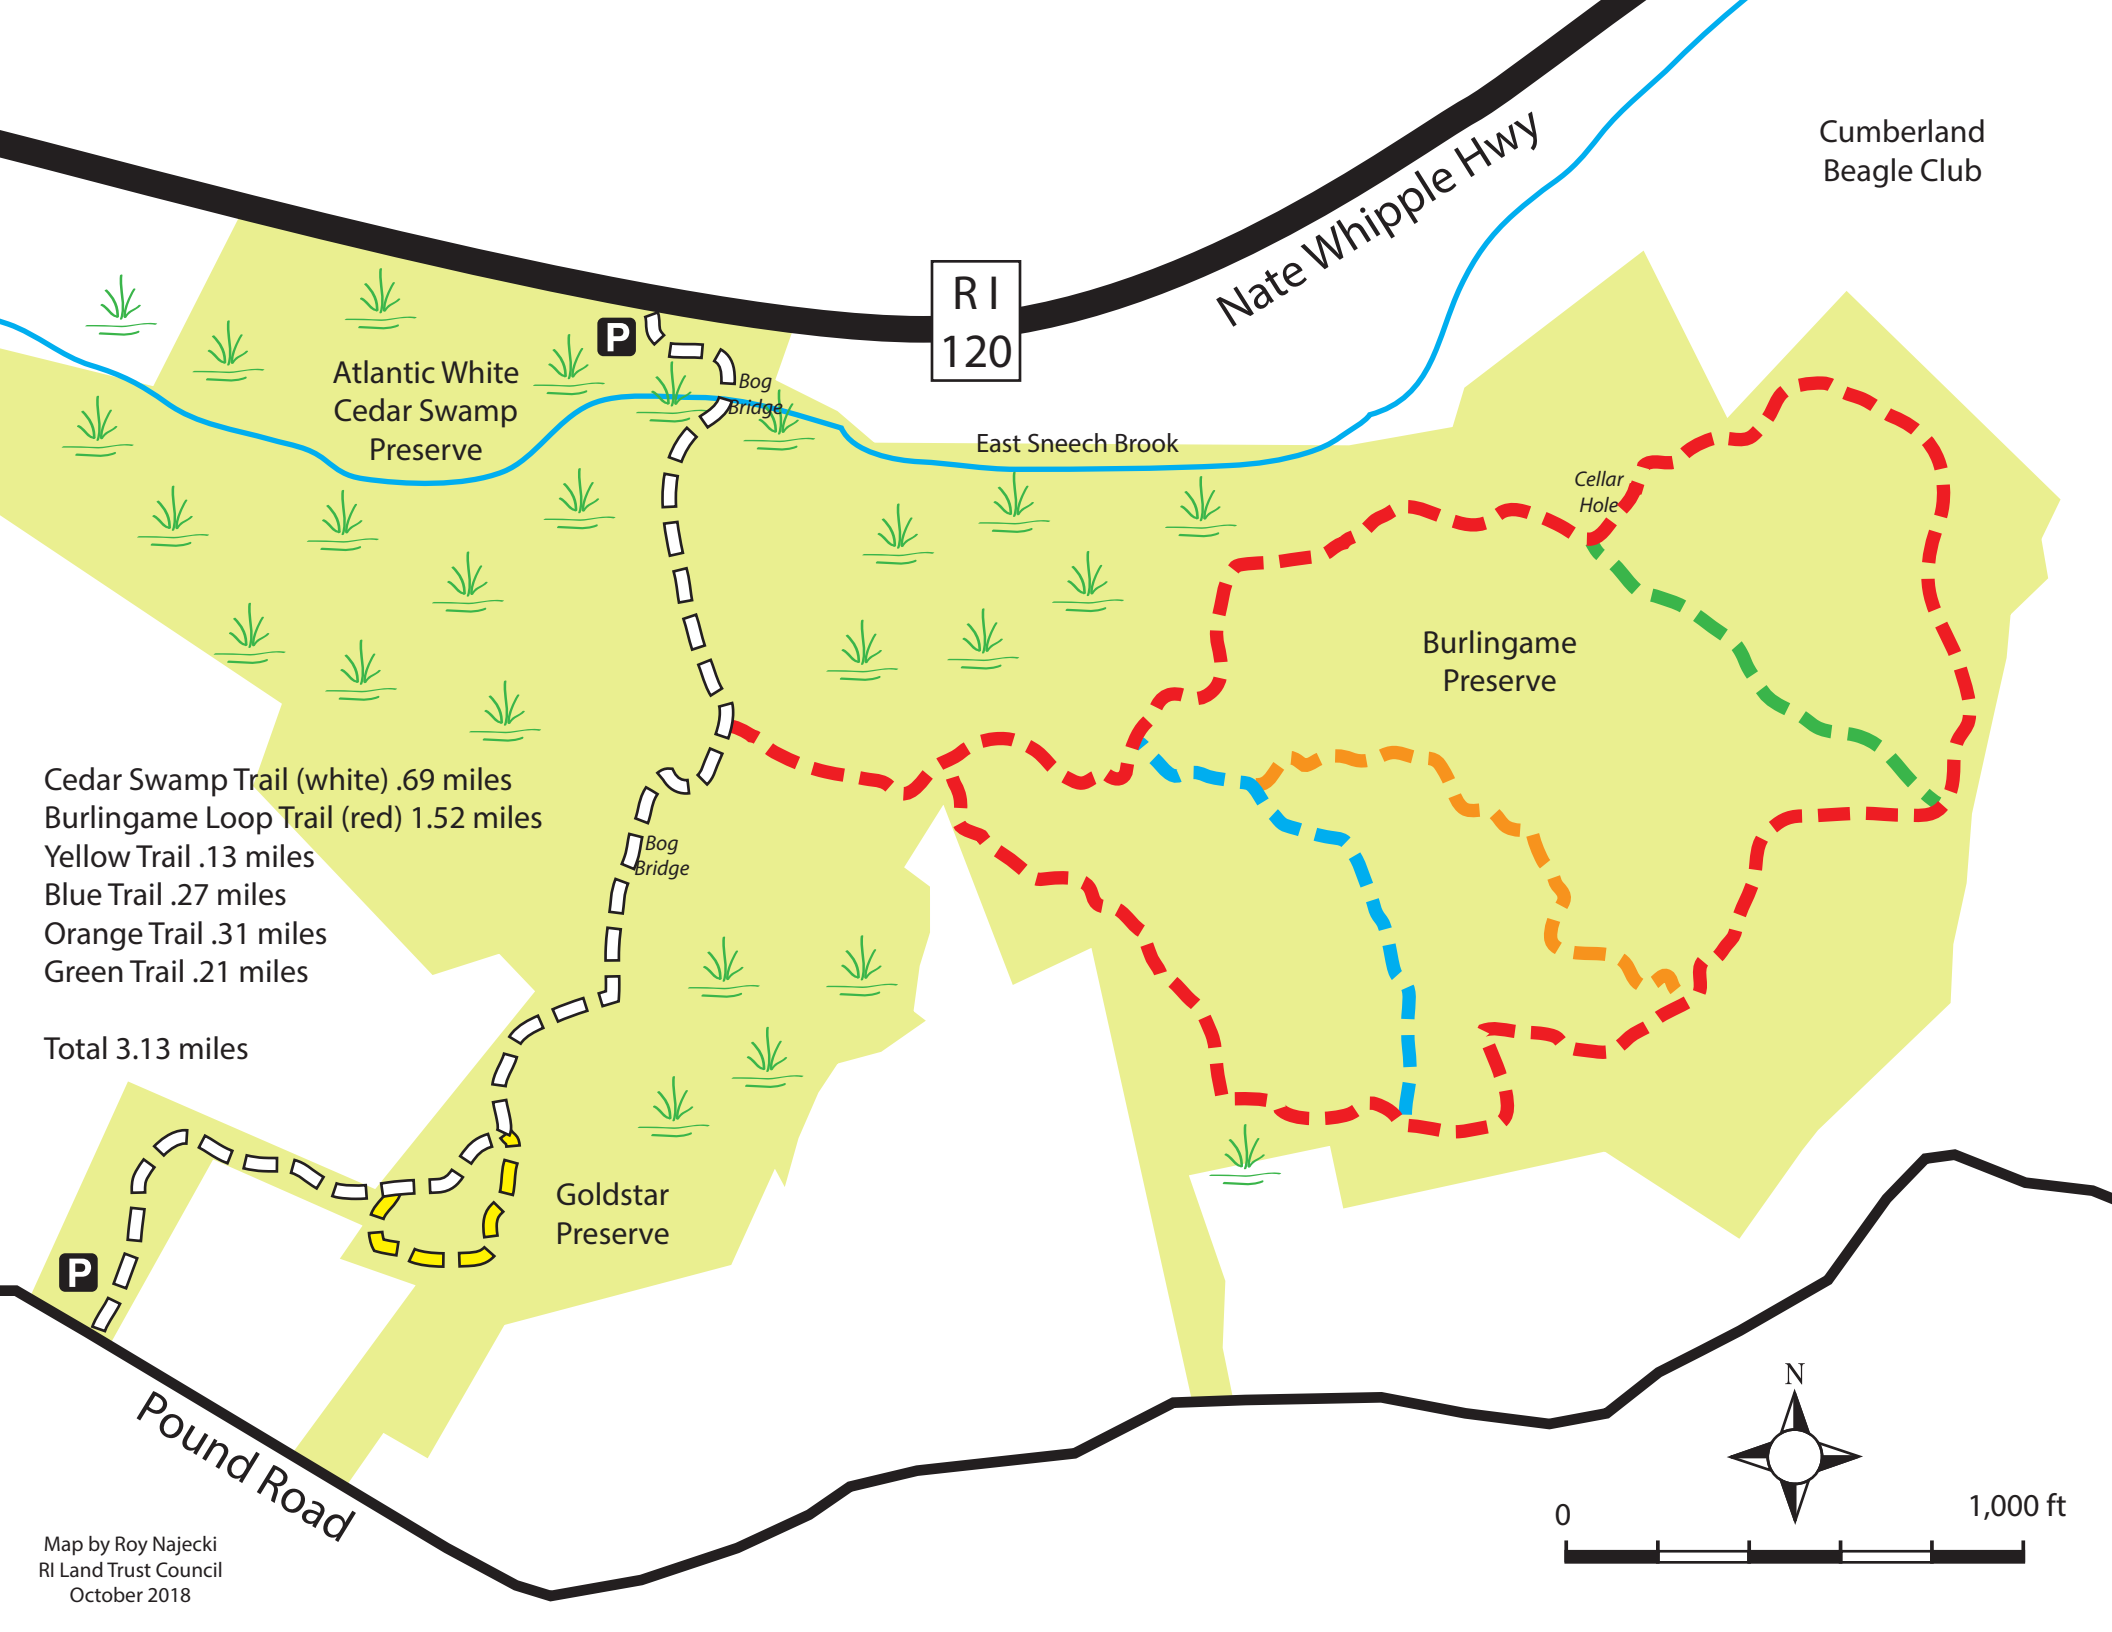 Cumberland
Beagle Club
Nate Whipple Hwy
R I
120
P
Atlantic White
Cedar Swamp
Preserve
Bog
Bridge
East Sneech Brook
Cellar
Hole
Burlingame
Preserve
Cedar Swamp Trail (white) .69 miles
Burlingame Loop Trail (red) 1.52 miles
Yellow Trail .13 miles
Blue Trail .27 miles
Orange Trail .31 miles
Green Trail .21 miles
Total 3.13 miles
Bog
Bridge
Goldstar
Preserve
P
Pound Road
N
0
1,000 ft
Map by Roy Najecki
RI Land Trust Council
October 2018